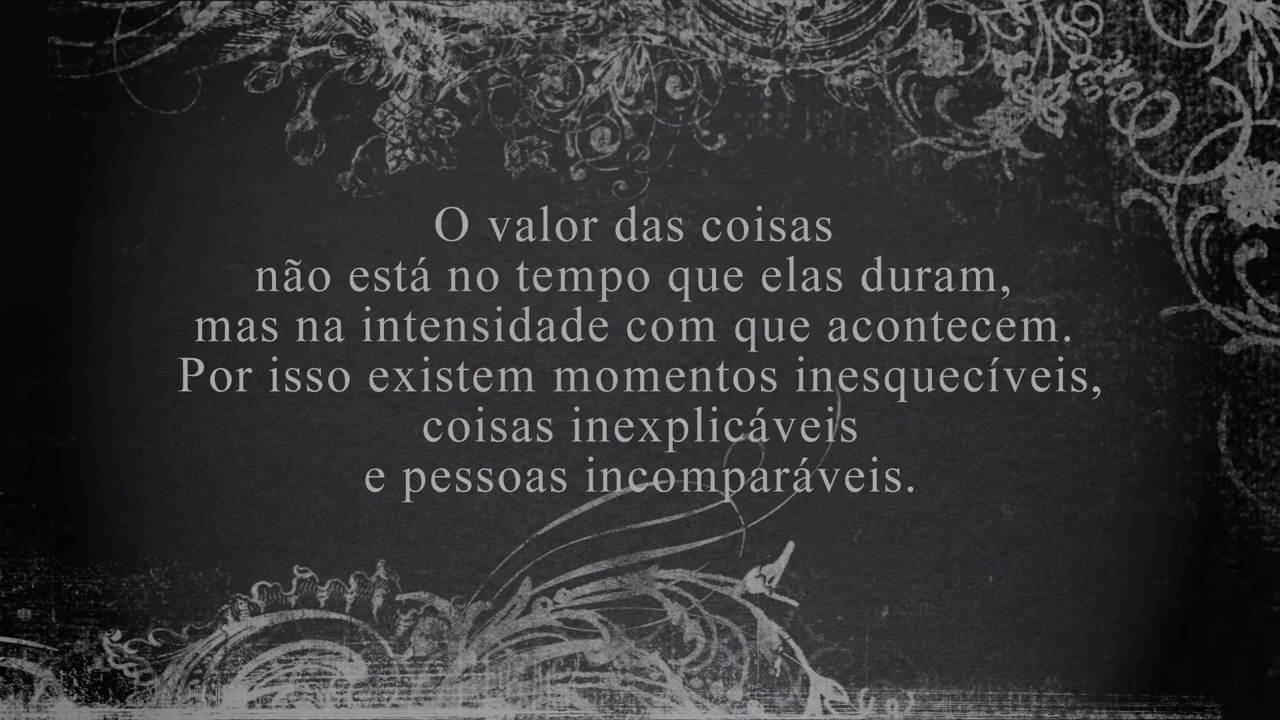 O valor das coisas
não está no tempo que elas duram,
mas na intensidade com que acontecem.
Por isso existem momentos inesquecíveis,
coisas inexplicáveis
e pessoas incomparáveis.